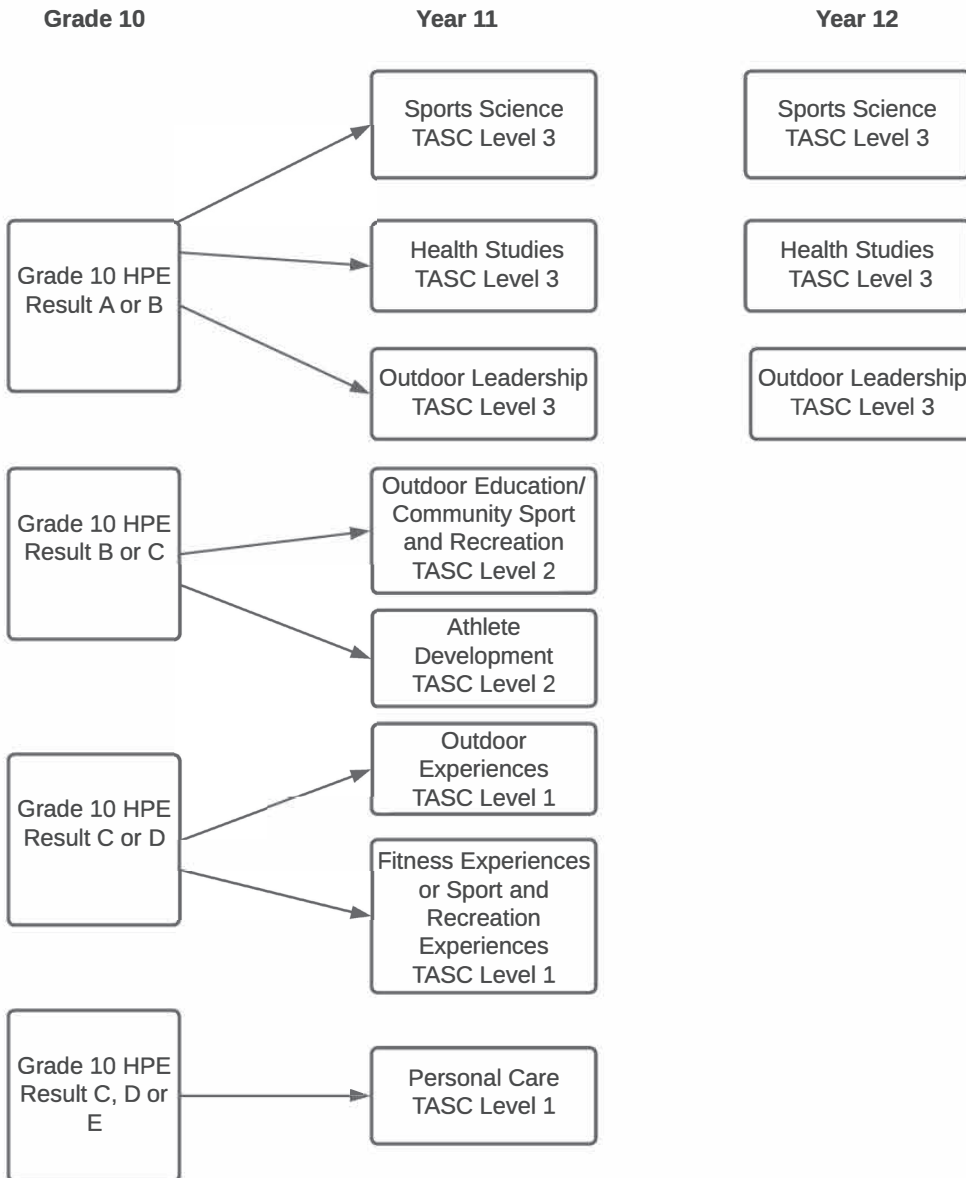 Grade 10
Year 11
Year 12
Sports Science
TASC Level 3
Sports Science
TASC Level 3
Grade 10 HPE
Result A or B
Health Studies
TASC Level 3
Health Studies
TASC Level 3
Outdoor Leadership
TASC Level 3
Outdoor Leadership
TASC Level 3
Grade 10 HPE
Result B or C
Outdoor Education/
Community Sport
and Recreation
TASC Level 2
Athlete
Development
TASC Level 2
Grade 10 HPE
Result C or D
Outdoor
Experiences
TASC Level 1
Fitness Experiences
or Sport and
Recreation
Experiences
TASC Level 1
Grade 10 HPE
Result C, D or
E
Personal Care
TASC Level 1